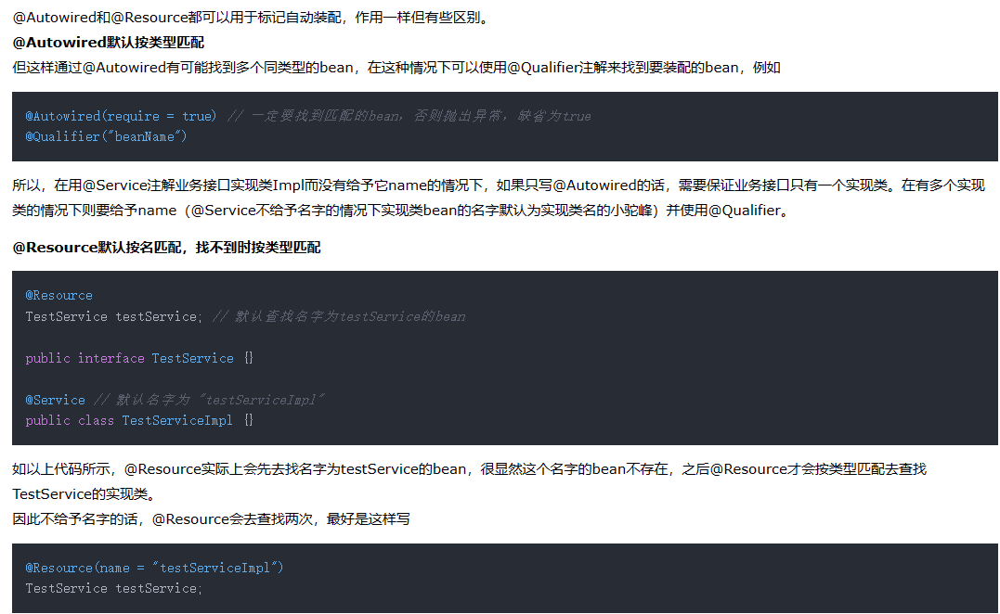 @Autowired和@Resource都可以用于标记自动装配，作用一样但有些区别。
@Autowired默认按类型匹配
但这样通过@Autowired有可能找到多个同类型的bean，在这种情况下可以使用@Qualifier注解来找到要装配的bean，例如
@Autowired(require = true) // 一定要找到匹配的bean，否则抛出异常，缺省为true
@Qualifier("beanName")
所以，在用@Service注解业务接口实现类Impl而没有给予它name的情况下，如果只写@Autowired的话，需要保证业务接口只有一个实现类。在有多个实现
类的情况下则要给予name（@Service不给予名字的情况下实现类bean的名字默认为实现类名的小驼峰）并使用@Qualifier。
@Resource默认按名匹配，找不到时按类型匹配
@Resource
TestService testService; // 默认查找名字为testService的bean
public interface TestService {}
@Service // 默认名字为 "testServiceImpl"
public class TestServiceImpl {}
如以上代码所示，@Resource实际上会先去找名字为testService的bean，很显然这个名字的bean不存在，之后@Resource才会按类型匹配去查找
TestService的实现类。
因此不给予名字的话，@Resource会去查找两次，最好是这样写
@Resource(name = "testServiceImpl")
TestService testService;